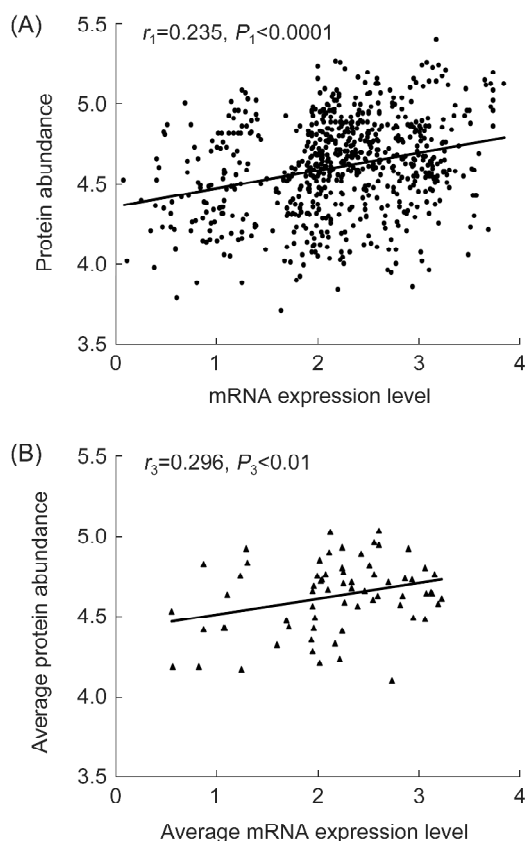 (A)
r1=0.235, P1<0.0001
5.5
5.0
4.5
4.0
3.5
Protein abundance
0 1 2 3 4
mRNA expression level
(B)
r3=0.296, P3<0.01
5.5
5.0
4.5
4.0
3.5
Average protein abundance
0 1 2 3 4
Average mRNA expression level